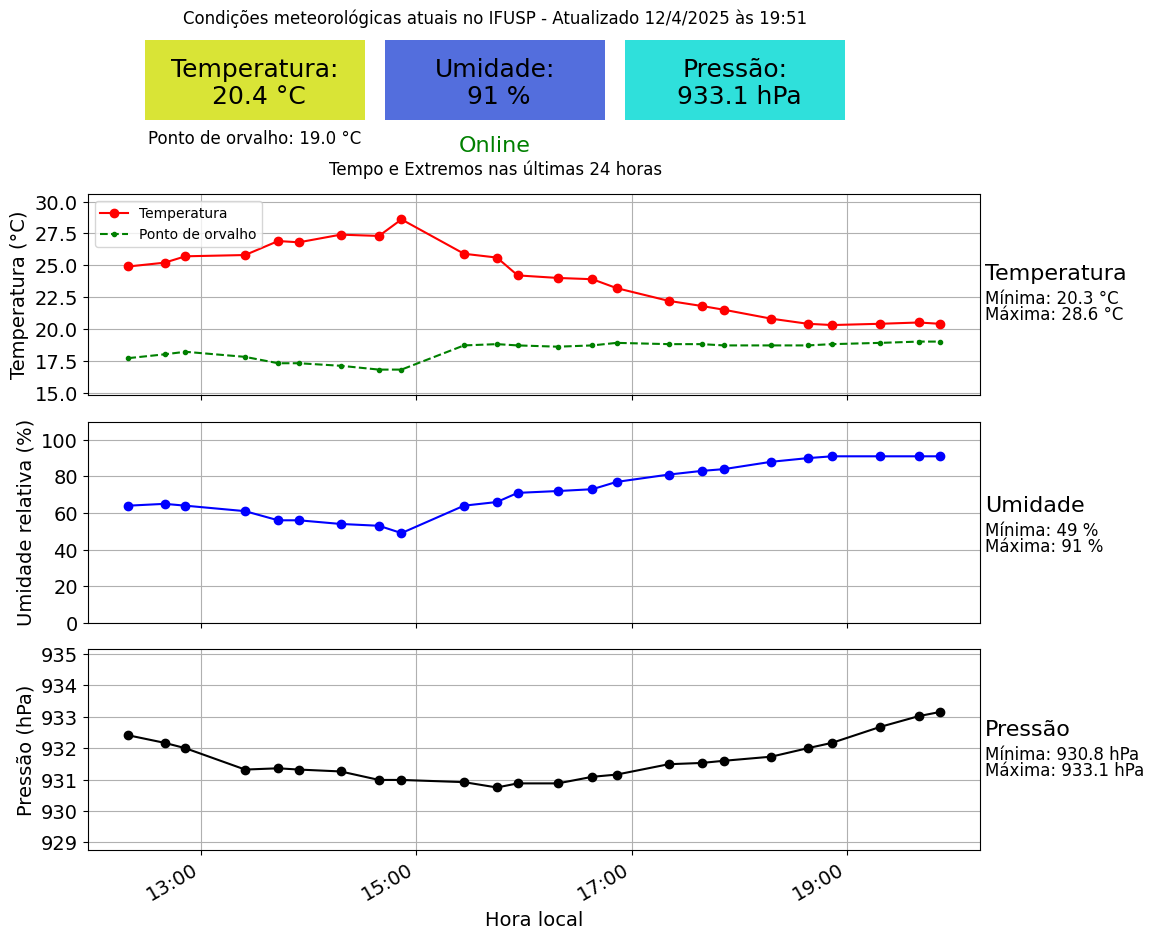 Condições meteorológicas atuais no IFUSP - Atualizado 12/4/2025 às 19:51
Temperatura:
20.4 °C
Umidade:
91 %
Pressão:
933.1 hPa
Ponto de orvalho: 19.0 °C
Online
Tempo e Extremos nas últimas 24 horas
Temperatura (°C)
30.0
27.5
25.0
22.5
20.0
17.5
15.0
Temperatura
Ponto de orvalho
Temperatura
Mínima: 20.3 °C
Máxima: 28.6 °C
Umidade relativa (%)
100
80
60
40
20
0
Umidade
Mínima: 49 %
Máxima: 91 %
Pressão (hPa)
935
934
933
932
931
930
929
Pressão
Mínima: 930.8 hPa
Máxima: 933.1 hPa
13:00
15:00
17:00
19:00
Hora local